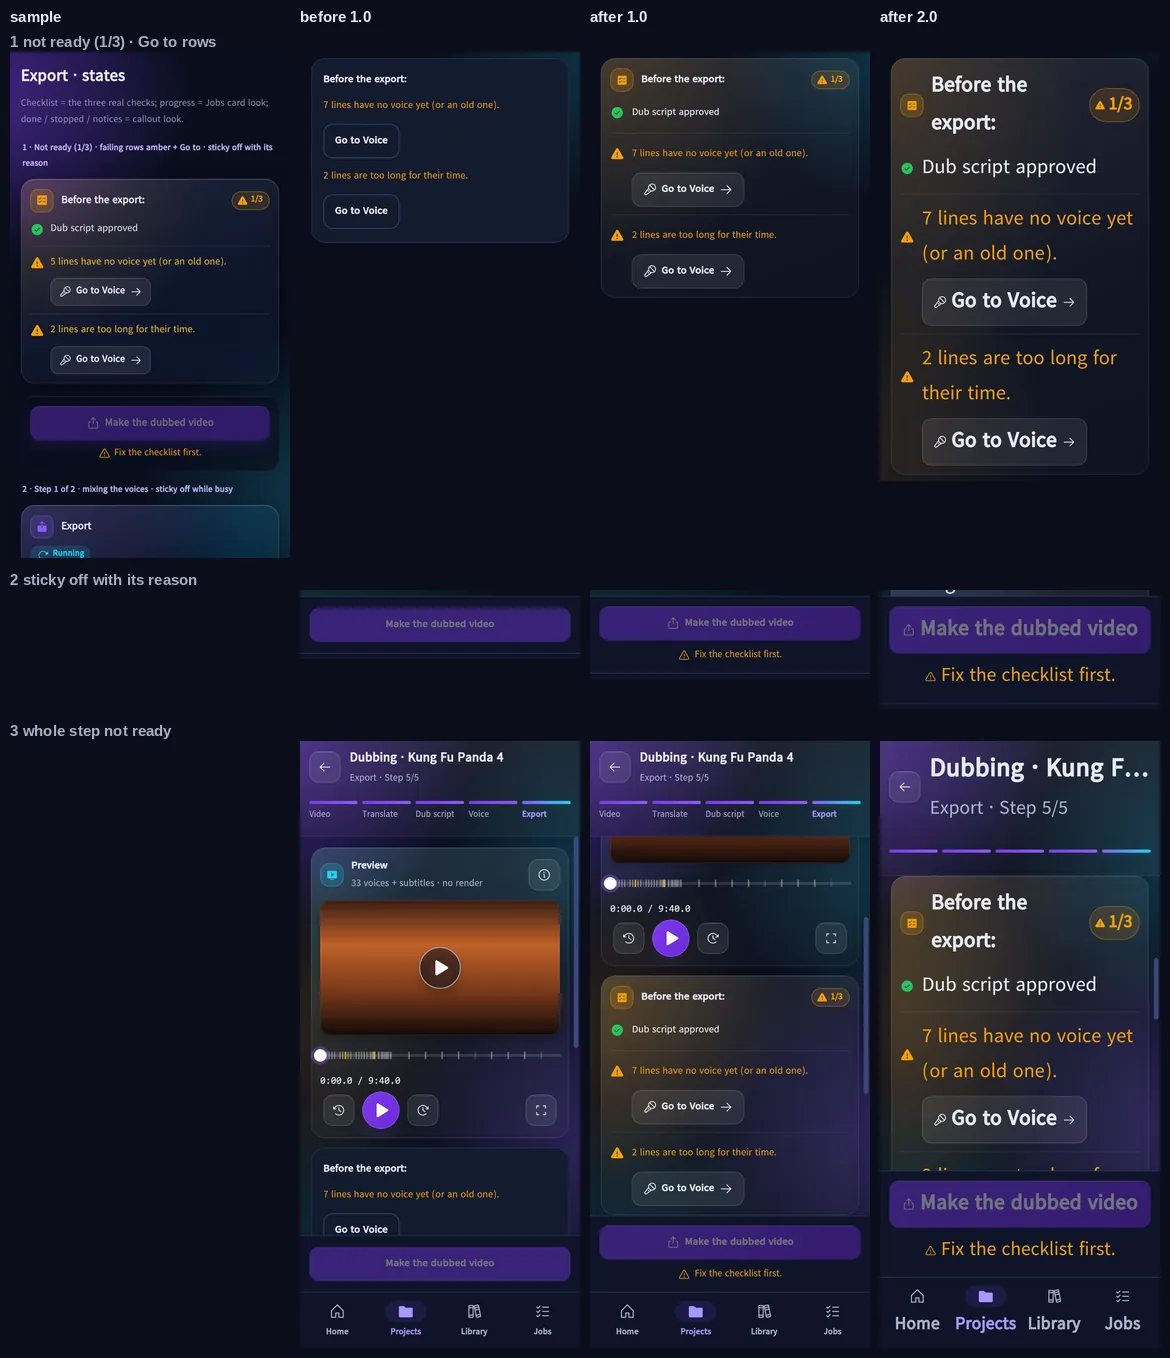 sample
before 1.0
after 1.0
after 2.0
1 not ready (1/3) · Go to rows
Export · states
Checklist = the three real checks; progress = Jobs card look;
done / stopped / notices = callout look.
1 · Not ready (1/3) · failing rows amber + Go to · sticky off with its
reason
Before the export:
1/3
Dub script approved
5 lines have no voice yet (or an old one).
Go to Voice
2 lines are too long for their time.
Go to Voice
Make the dubbed video
Fix the checklist first.
2 · Step 1 of 2 · mixing the voices · sticky off while busy
Export
Running
Before the export:
7 lines have no voice yet (or an old one).
Go to Voice
2 lines are too long for their time.
Go to Voice
Before the export:
1/3
Dub script approved
7 lines have no voice yet (or an old one).
Go to Voice
2 lines are too long for their time.
Go to Voice
Before the
export:
1/3
Dub script approved
7 lines have no voice yet
(or an old one).
Go to Voice
2 lines are too long for
their time.
Go to Voice
2 sticky off with its reason
Make the dubbed video
Make the dubbed video
Fix the checklist first.
Make the dubbed video
Fix the checklist first.
3 whole step not ready
Dubbing · Kung Fu Panda 4
Export · Step 5/5
Video
Translate
Dub script
Voice
Export
Preview
33 voices + subtitles · no render
0:00.0 / 9:40.0
Before the export:
7 lines have no voice yet (or an old one).
Go to Voice
Make the dubbed video
Home
Projects
Library
Jobs
Dubbing · Kung Fu Panda 4
Export · Step 5/5
Video
Translate
Dub script
Voice
Export
0:00.0 / 9:40.0
Before the export:
1/3
Dub script approved
7 lines have no voice yet (or an old one).
Go to Voice
2 lines are too long for their time.
Go to Voice
Make the dubbed video
Fix the checklist first.
Home
Projects
Library
Jobs
Dubbing · Kung F...
Export · Step 5/5
Before the
export:
1/3
Dub script approved
7 lines have no voice yet
(or an old one).
Go to Voice
Make the dubbed video
Fix the checklist first.
Home
Projects
Library
Jobs